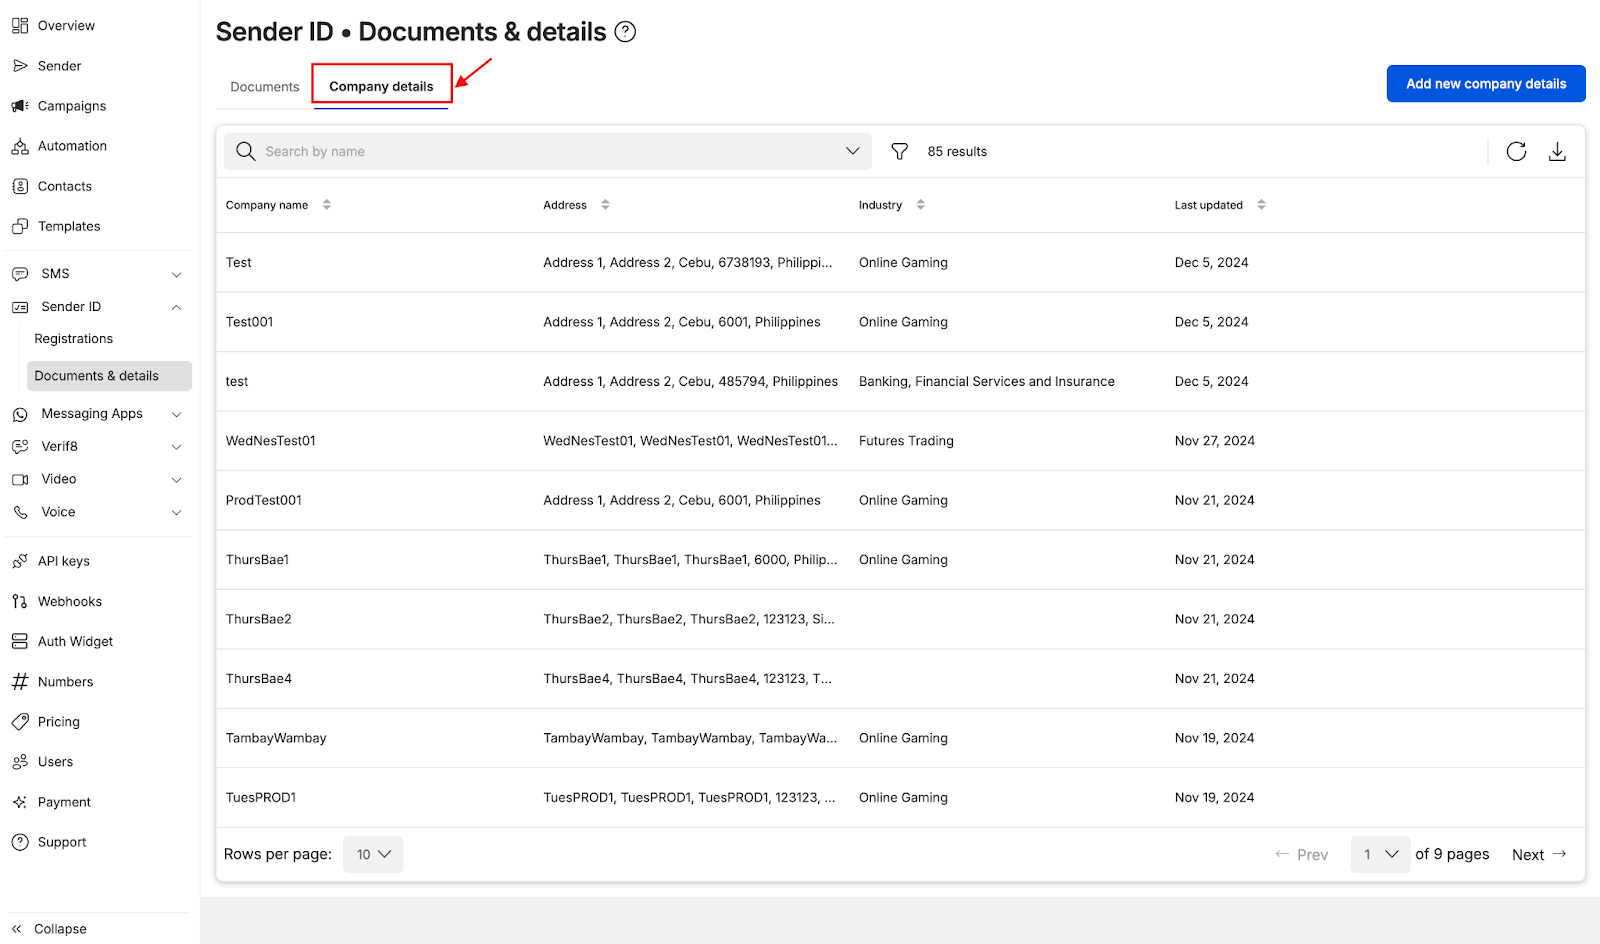 Overview
Sender
Campaigns
Automation
Contacts
Templates
SMS
Sender ID
Registrations
Documents & details
Messaging Apps
Verif8
Video
Voice
API keys
Webhooks
Auth Widget
Numbers
Pricing
Users
Payment
Support
Collapse
Sender ID • Documents & details
Documents Company details
Add new company details
Search by name 85 results
Company name Address Industry Last updated
Test Address 1, Address 2, Cebu, 6738193, Philippi... Online Gaming Dec 5, 2024
Test001 Address 1, Address 2, Cebu, 6001, Philippines Online Gaming Dec 5, 2024
test Address 1, Address 2, Cebu, 485794, Philippines Banking, Financial Services and Insurance Dec 5, 2024
WedNesTest01 WedNesTest01, WedNesTest01, WedNesTest01... Futures Trading Nov 27, 2024
ProdTest001 Address 1, Address 2, Cebu, 6001, Philippines Online Gaming Nov 21, 2024
ThursBae1 ThursBae1, ThursBae1, ThursBae1, 6000, Philip... Online Gaming Nov 21, 2024
ThursBae2 ThursBae2, ThursBae2, ThursBae2, 123123, Si... Nov 21, 2024
ThursBae4 ThursBae4, ThursBae4, ThursBae4, 123123, T... Nov 21, 2024
TambayWambay TambayWambay, TambayWambay, TambayWa... Online Gaming Nov 19, 2024
TuesPROD1 TuesPROD1, TuesPROD1, TuesPROD1, 123123, ... Online Gaming Nov 19, 2024
Rows per page: 10 ← Prev 1 of 9 pages Next →